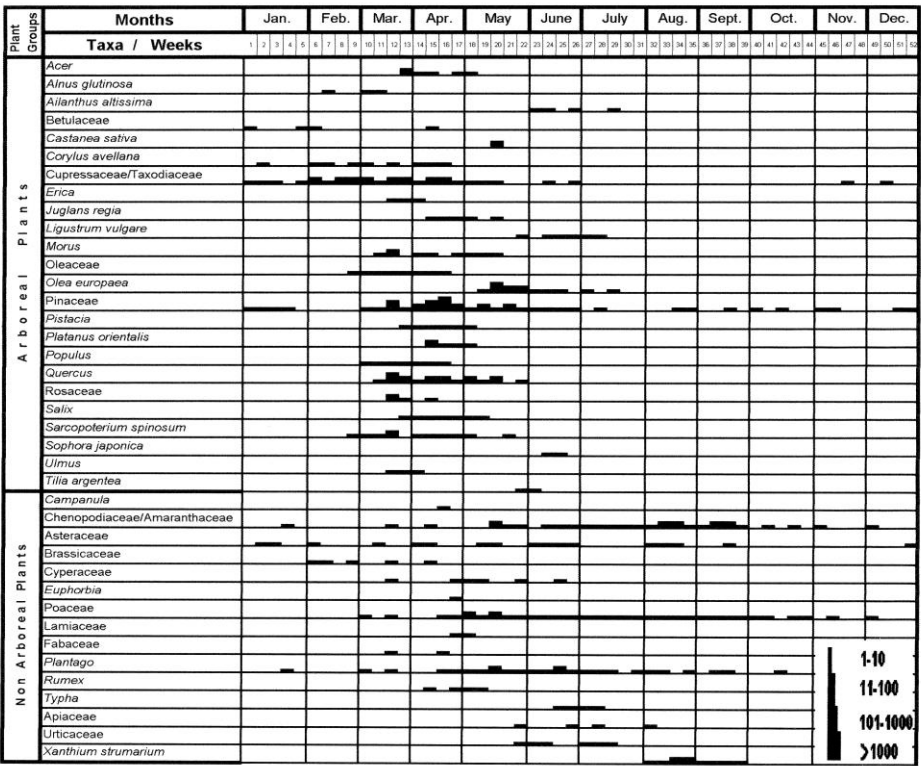 Plant Groups
Months Jan. Feb. Mar. Apr. May June July Aug. Sept. Oct. Nov. Dec.
Taxa / Weeks 1 2 3 4 5 6 7 8 9 10 11 12 13 14 15 16 17 18 19 20 21 22 23 24 25 26 27 28 29 30 31 32 33 34 35 36 37 38 39 40 41 42 43 44 45 46 47 48 49 50 51 52
Arboreal Plants
Acer
Alnus glutinosa
Ailanthus altissima
Betulaceae
Castanea sativa
Corylus avellana
Cupressaceae/Taxodiaceae
Erica
Juglans regia
Ligustrum vulgare
Morus
Oleaceae
Olea europaea
Pinaceae
Pistacia
Platanus orientalis
Populus
Quercus
Rosaceae
Salix
Sarcopoterium spinosum
Sophora japonica
Ulmus
Tilia argentea
Non Arboreal Plants
Campanula
Chenopodiaceae/Amaranthaceae
Asteraceae
Brassicaceae
Cyperaceae
Euphorbia
Poaceae
Lamiaceae
Fabaceae
Plantago
Rumex
Typha
Apiaceae
Urticaceae
Xanthium strumarium
1-10
11-100
101-1000
>1000